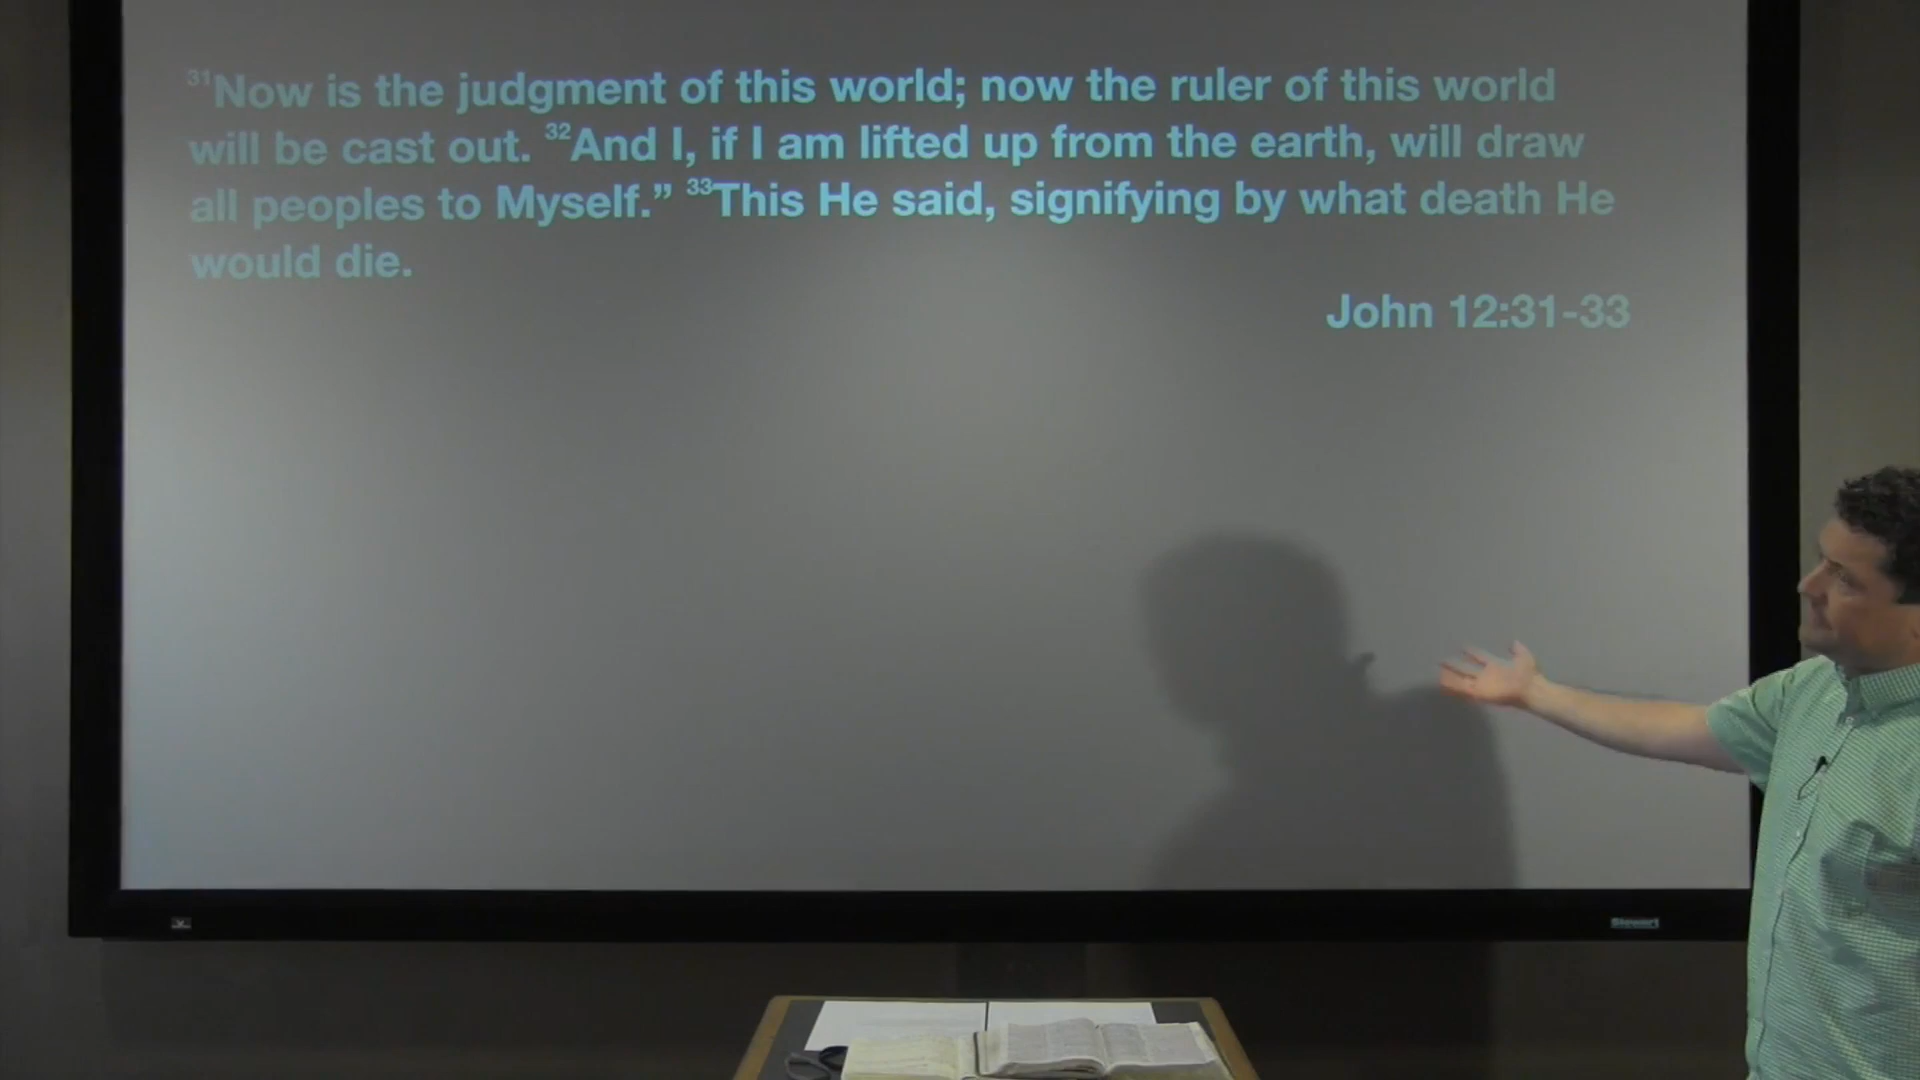 ³¹Now is the judgment of this world; now the ruler of this world
will be cast out. ³²And I, if I am lifted up from the earth, will draw
all peoples to Myself.” ³³This He said, signifying by what death He
would die.
John 12:31-33
Stewart